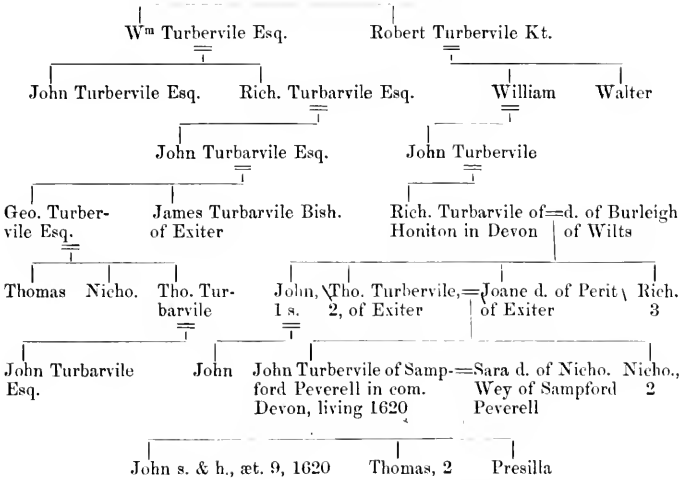 Wm Turbervile Esq. Robert Turbervile Kt.
John Turbervile Esq. Rich. Turbarvile Esq. William Walter
John Turbarvile Esq. John Turbervile
Geo. Turber- James Turbarvile Bish. Rich. Turbarvile of=d. of Burleigh
vile Esq. of Exiter Honiton in Devon of Wilts
Thomas Nicho. Tho. Tur- John, Tho. Turbervile,=Joane d. of Perit Rich.
barvile 1 s. 2, of Exiter of Exiter 3
John Turbarvile John John Turbervile of Samp-=Sara d. of Nicho. Nicho.,
Esq. ford Peverell in com. Wey of Sampford 2
Devon, living 1620 Peverell
John s. & h., æt. 9, 1620 Thomas, 2 Presilla